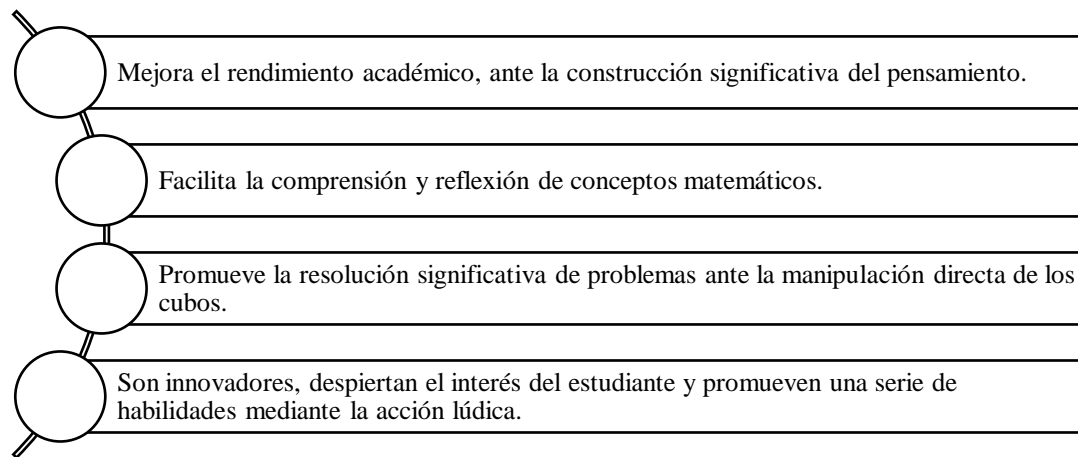 Mejora el rendimiento académico, ante la construcción significativa del pensamiento.
Facilita la comprensión y reflexión de conceptos matemáticos.
Promueve la resolución significativa de problemas ante la manipulación directa de los
cubos.
Son innovadores, despiertan el interés del estudiante y promueven una serie de
habilidades mediante la acción lúdica.